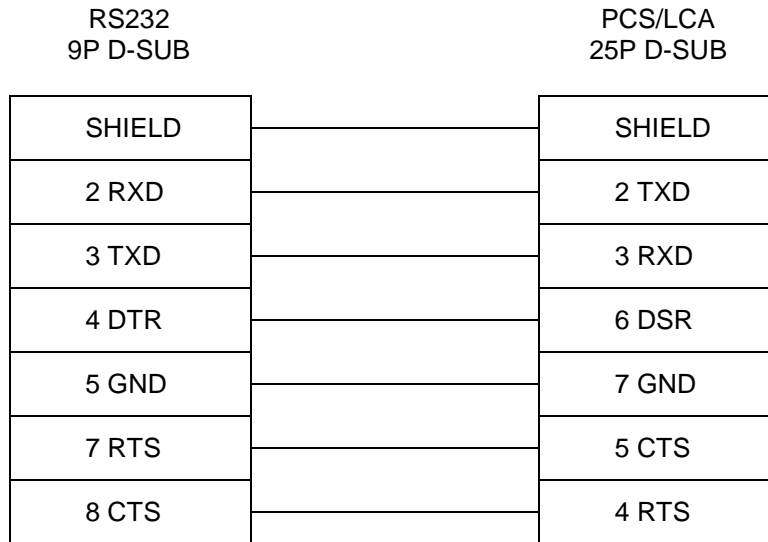 RS232 PCS/LCA
9P D-SUB 25P D-SUB
SHIELD SHIELD
2 RXD 2 TXD
3 TXD 3 RXD
4 DTR 6 DSR
5 GND 7 GND
7 RTS 5 CTS
8 CTS 4 RTS